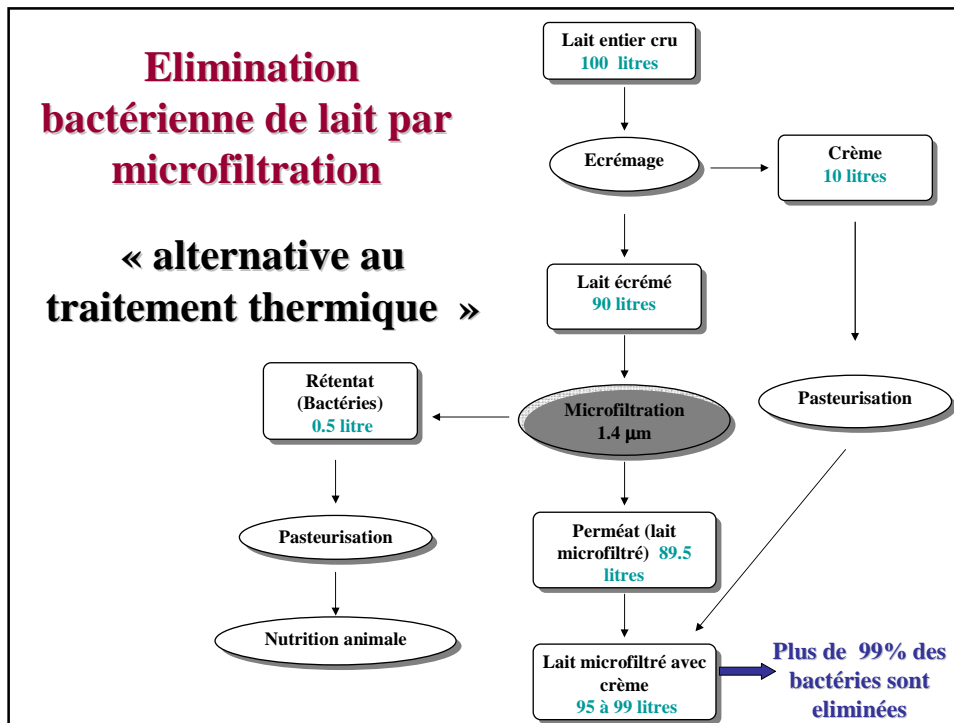 Elimination
bactérienne de lait par
microfiltration
« alternative au
traitement thermique  »
Lait entier cru
100  litres
Ecrémage
Crème
10 litres
Lait écrémé
90 litres
Rétentat
(Bactéries)
0.5 litre
Microfiltration
1.4 µm
Pasteurisation
Pasteurisation
Perméat (lait
microfiltré)  89.5
litres
Nutrition animale
Lait microfiltré avec
crème
95 à 99 litres
Plus de  99% des
bactéries sont
eliminées